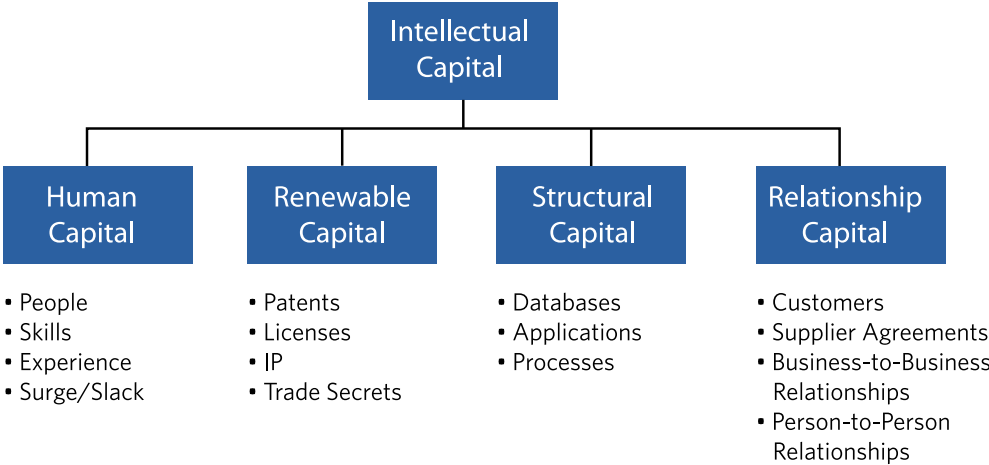 Intellectual
Capital
Human
Capital
Renewable
Capital
Structural
Capital
Relationship
Capital
• People
• Skills
• Experience
• Surge/Slack
• Patents
• Licenses
• IP
• Trade Secrets
• Databases
• Applications
• Processes
• Customers
• Supplier Agreements
• Business-to-Business
Relationships
• Person-to-Person
Relationships